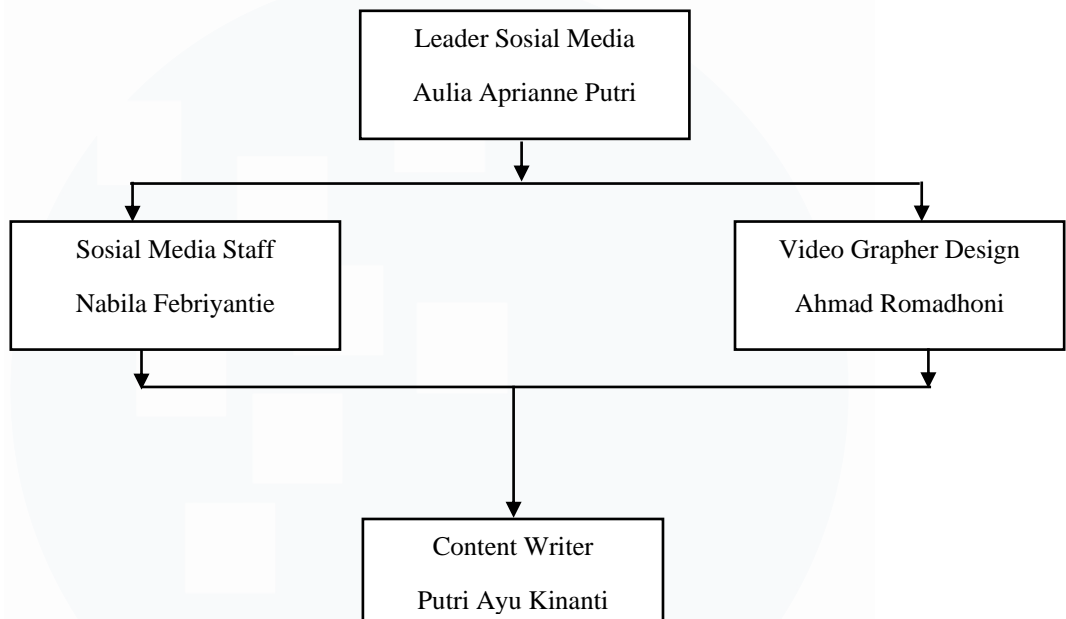 Leader Sosial Media
Aulia Aprianne Putri
Sosial Media Staff
Nabila Febriyantie
Video Grapher Design
Ahmad Romadhoni
Content Writer
Putri Ayu Kinanti